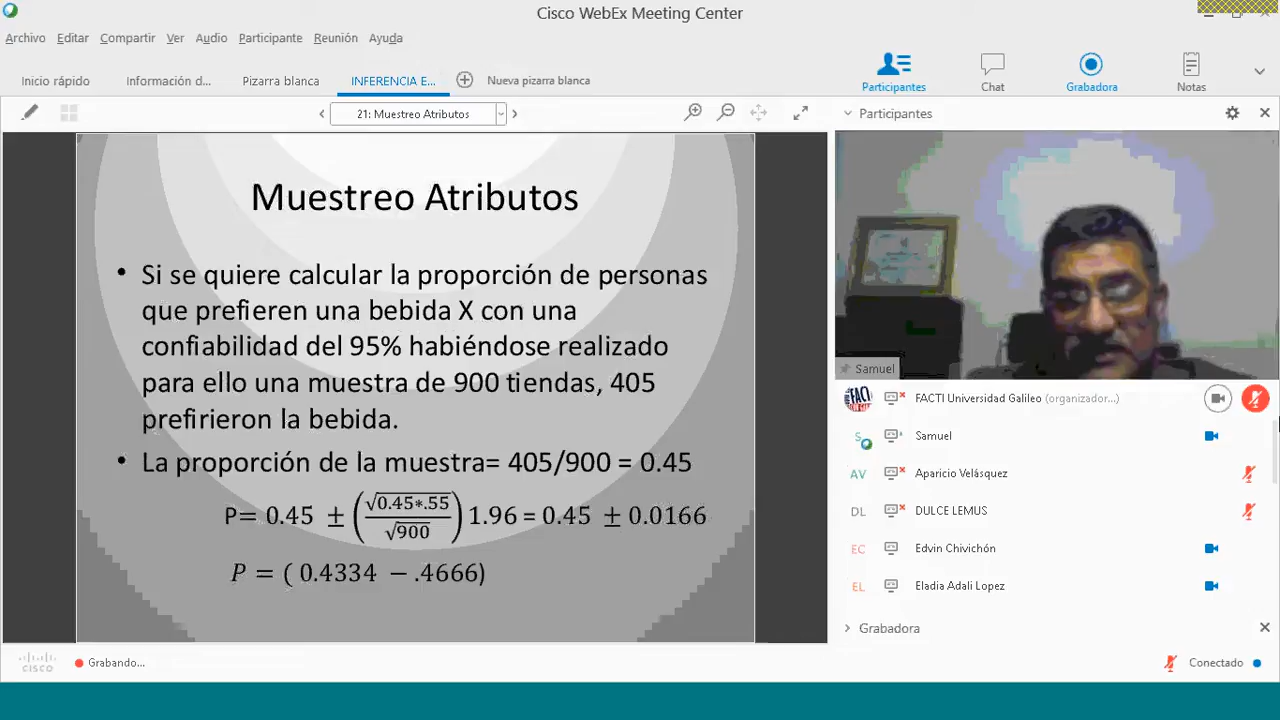 Cisco WebEx Meeting Center
Archivo Editar Compartir Ver Audio Participante Reunión Ayuda
Inicio rápido Información d... Pizarra blanca INFERENCIA E... Nueva pizarra blanca
Participantes Chat Grabadora Notas
21: Muestreo Atributos
Participantes
Muestreo Atributos
• Si se quiere calcular la proporción de personas
que prefieren una bebida X con una
confiabilidad del 95% habiéndose realizado
para ello una muestra de 900 tiendas, 405
prefirieron la bebida.
• La proporción de la muestra= 405/900 = 0.45
P= 0.45 ± (√0.45*.55 / √900) 1.96 = 0.45 ± 0.0166
P = ( 0.4334 − .4666)
Samuel
FACTI Universidad Galileo (organizador...)
Samuel
AV Aparicio Velásquez
DL DULCE LEMUS
EC Edvin Chivichón
EL Eladia Adali Lopez
Grabadora
cisco Grabando...
Conectado